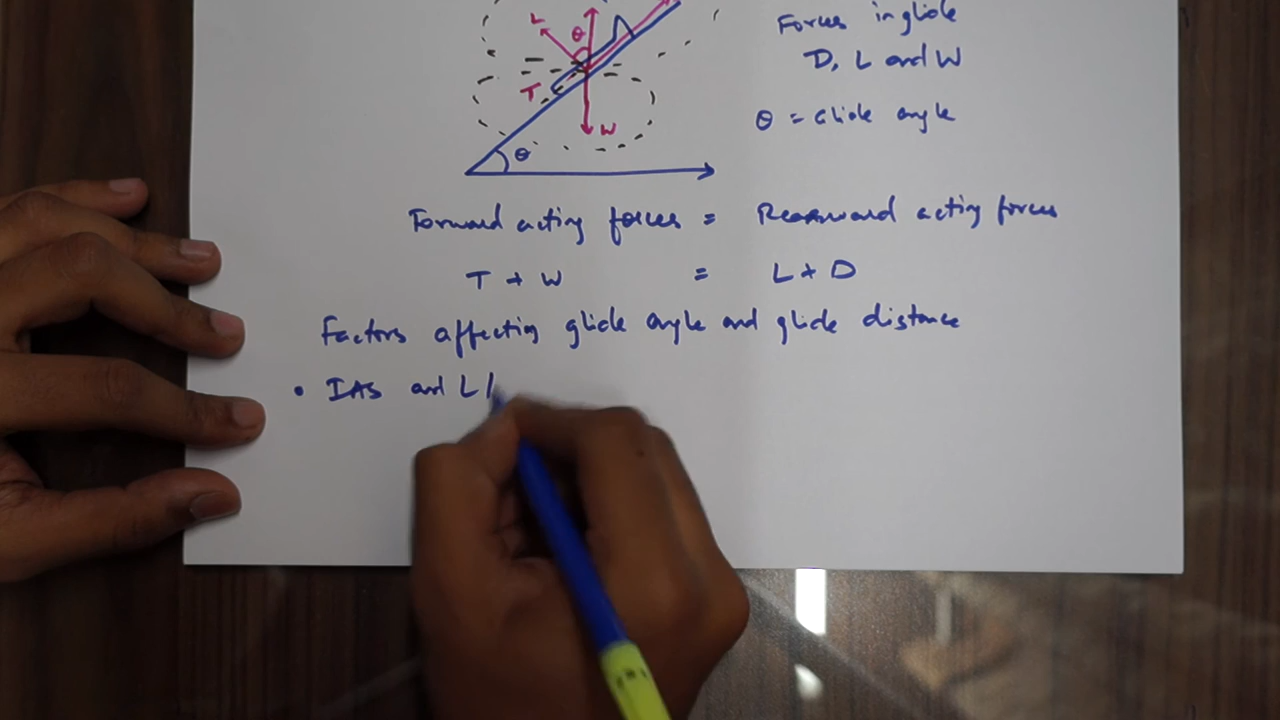 Forces in glide
L
θ
D, L and W
T
W
θ = Glide angle
θ
Forward acting forces = Rearward acting forces
T + W = L + D
Factors affecting glide angle and glide distance
• IAS and L/